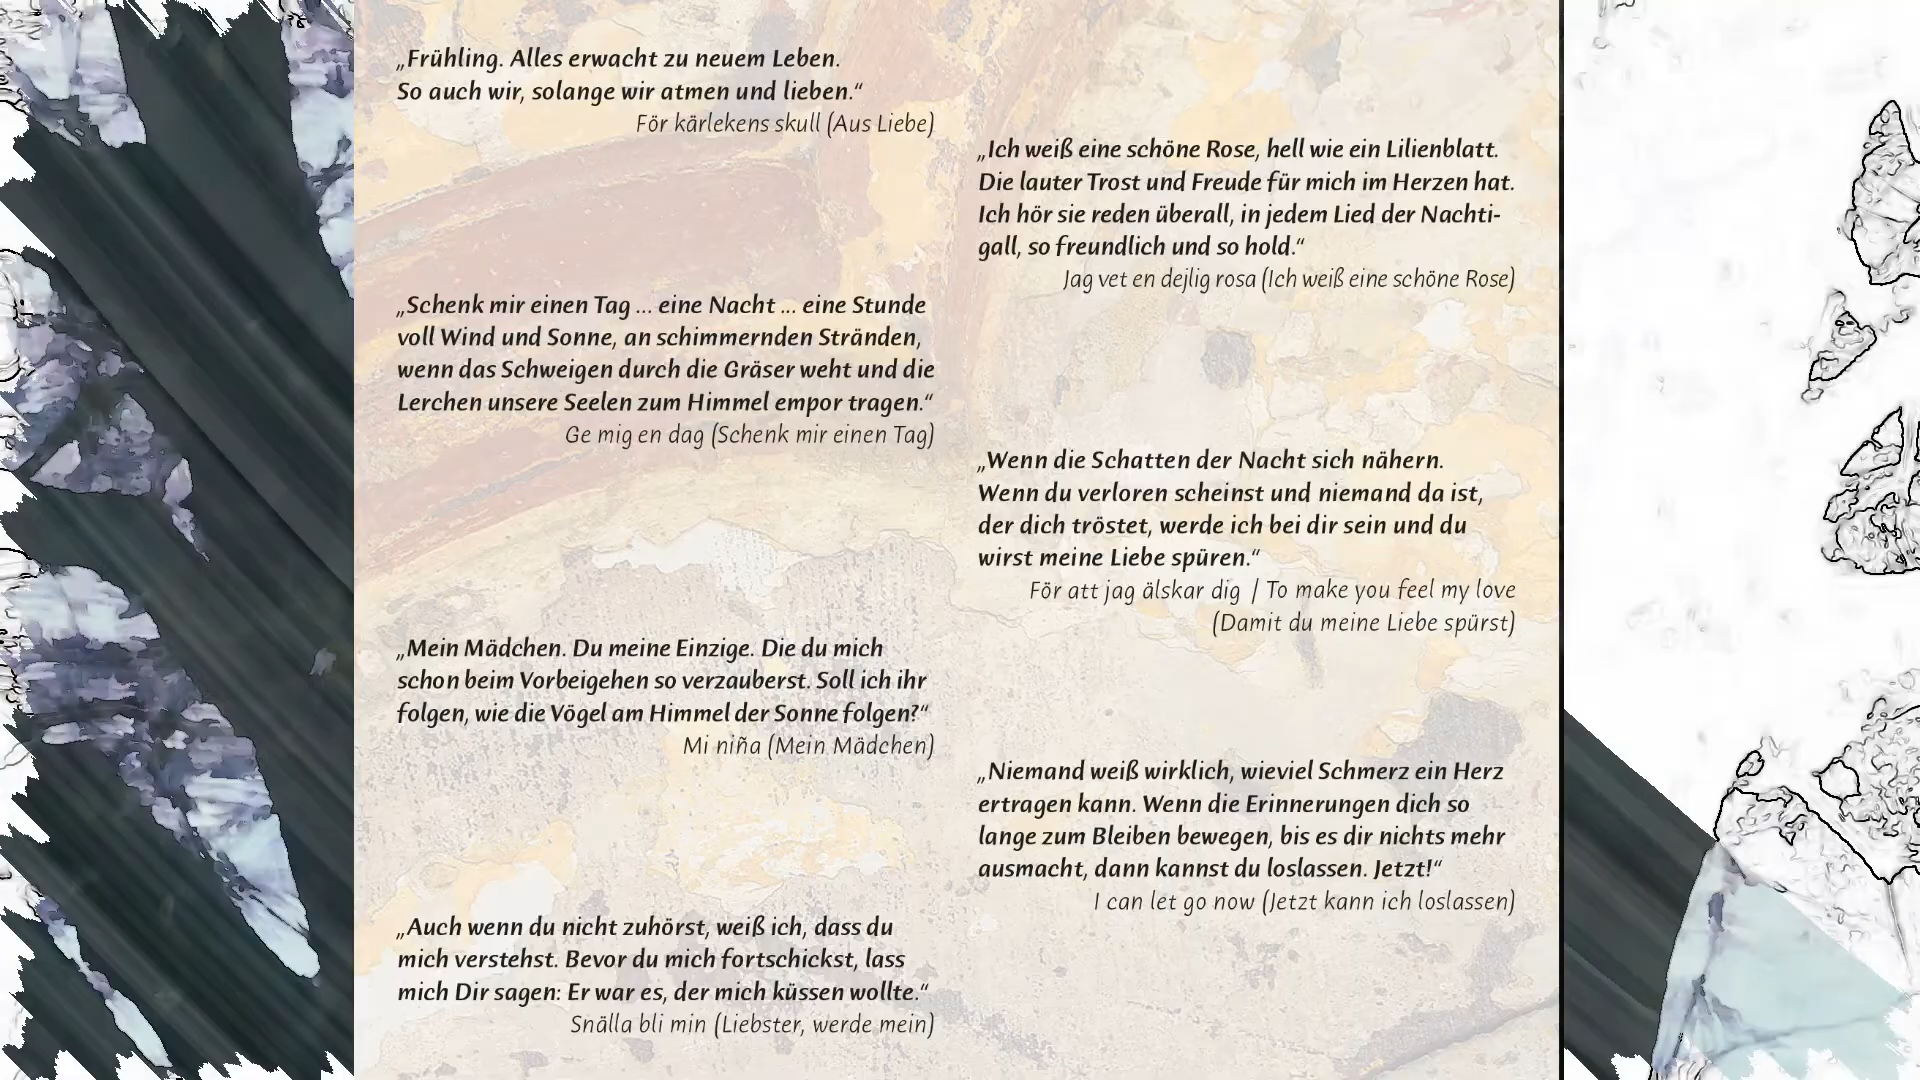 „Frühling. Alles erwacht zu neuem Leben.
So auch wir, solange wir atmen und lieben.“
För kärlekens skull (Aus Liebe)
„Schenk mir einen Tag ... eine Nacht ... eine Stunde
voll Wind und Sonne, an schimmernden Stränden,
wenn das Schweigen durch die Gräser weht und die
Lerchen unsere Seelen zum Himmel empor tragen.“
Ge mig en dag (Schenk mir einen Tag)
„Mein Mädchen. Du meine Einzige. Die du mich
schon beim Vorbeigehen so verzauberst. Soll ich ihr
folgen, wie die Vögel am Himmel der Sonne folgen?“
Mi niña (Mein Mädchen)
„Auch wenn du nicht zuhörst, weiß ich, dass du
mich verstehst. Bevor du mich fortschickst, lass
mich Dir sagen: Er war es, der mich küssen wollte.“
Snälla bli min (Liebster, werde mein)
„Ich weiß eine schöne Rose, hell wie ein Lilienblatt.
Die lauter Trost und Freude für mich im Herzen hat.
Ich hör sie reden überall, in jedem Lied der Nachti-
gall, so freundlich und so hold.“
Jag vet en dejlig rosa (Ich weiß eine schöne Rose)
„Wenn die Schatten der Nacht sich nähern.
Wenn du verloren scheinst und niemand da ist,
der dich tröstet, werde ich bei dir sein und du
wirst meine Liebe spüren.“
För att jag älskar dig | To make you feel my love
(Damit du meine Liebe spürst)
„Niemand weiß wirklich, wieviel Schmerz ein Herz
ertragen kann. Wenn die Erinnerungen dich so
lange zum Bleiben bewegen, bis es dir nichts mehr
ausmacht, dann kannst du loslassen. Jetzt!“
I can let go now (Jetzt kann ich loslassen)